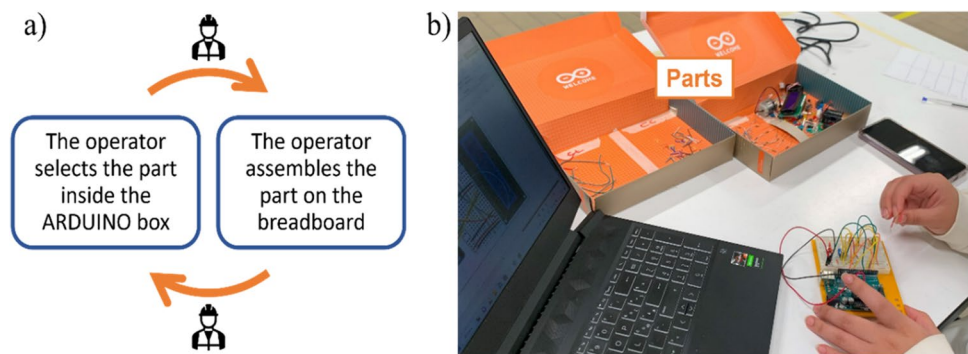 a)
The operator
selects the part
inside the
ARDUINO box
The operator
assembles the
part on the
breadboard
b)
WELCOME
WELCOME
Parts